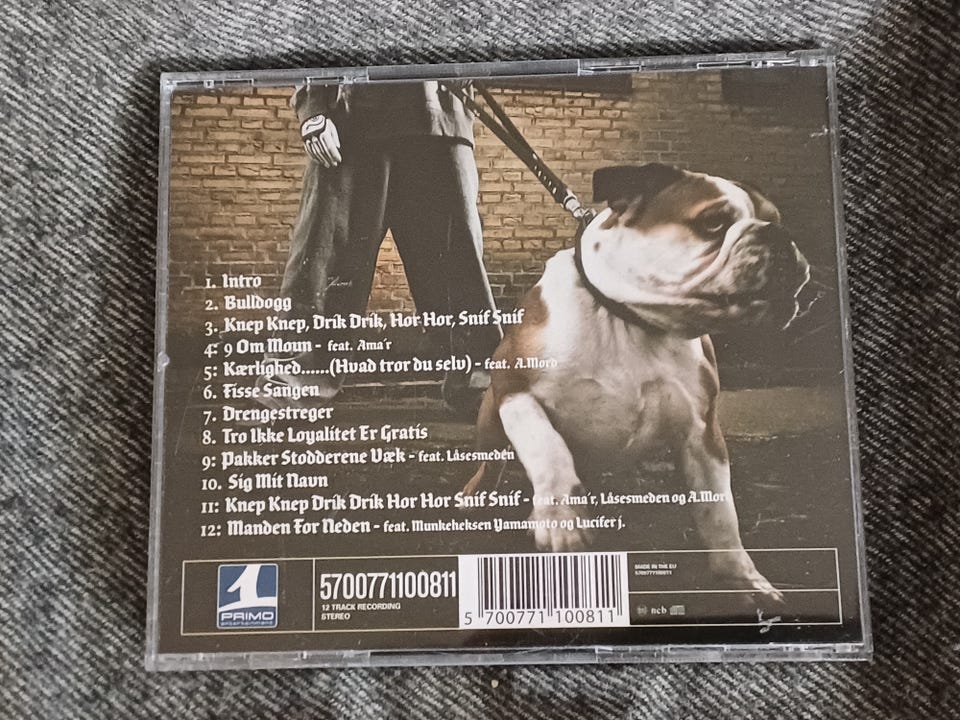 1. Intro
2. Bulldogg
3. Knep Knep, Drik Drik, Hor Hor, Snif Snif
4: 9 Om Moun - feat. Ama'r
5: Kærlighed......(Hvad tror du selv) - feat. A.Mord
6. Fisse Sangen
7. Drengestreger
8. Tro Ikke Loyalitet Er Gratis
9: Pakker Stodderene Væk - feat. Låsesmeden
10. Sig Mit Navn
11: Knep Knep Drik Drik Hor Hor Snif Snif - feat. Ama'r, Låsesmeden og A.Mord
12: Manden For Neden - feat. Munkeheksen Yamamoto og Lucifer j.
1
PRIMO
entertainment
5700771100811
12 TRACK RECORDING
STEREO
5 700771 100811
MADE IN THE EU
5700771100811
ncb